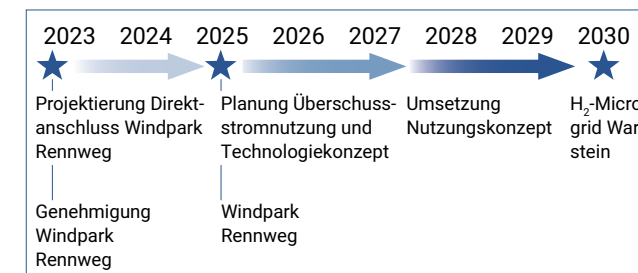 2023 2024 2025 2026 2027 2028 2029 2030
Projektierung Direkt-
anschluss Windpark
Rennweg
Genehmigung
Windpark
Rennweg
Planung Überschuss-
stromnutzung und
Technologiekonzept
Windpark
Rennweg
Umsetzung
Nutzungskonzept
H₂-Micro
grid War
stein